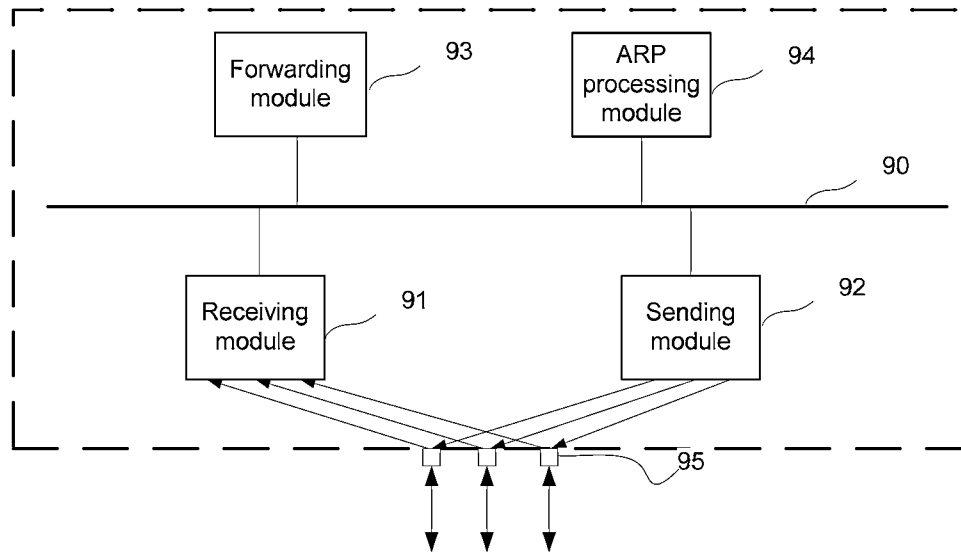 Forwarding
module
93
ARP
processing
module
94
90
Receiving
module
91
Sending
module
92
95